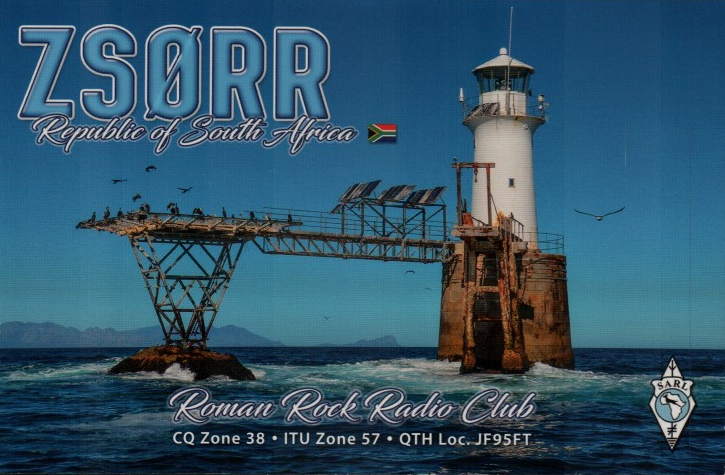 ZSØRR
Republic of South Africa
Roman Rock Radio Club
CQ Zone 38 • ITU Zone 57 • QTH Loc. JF95FT
SARL